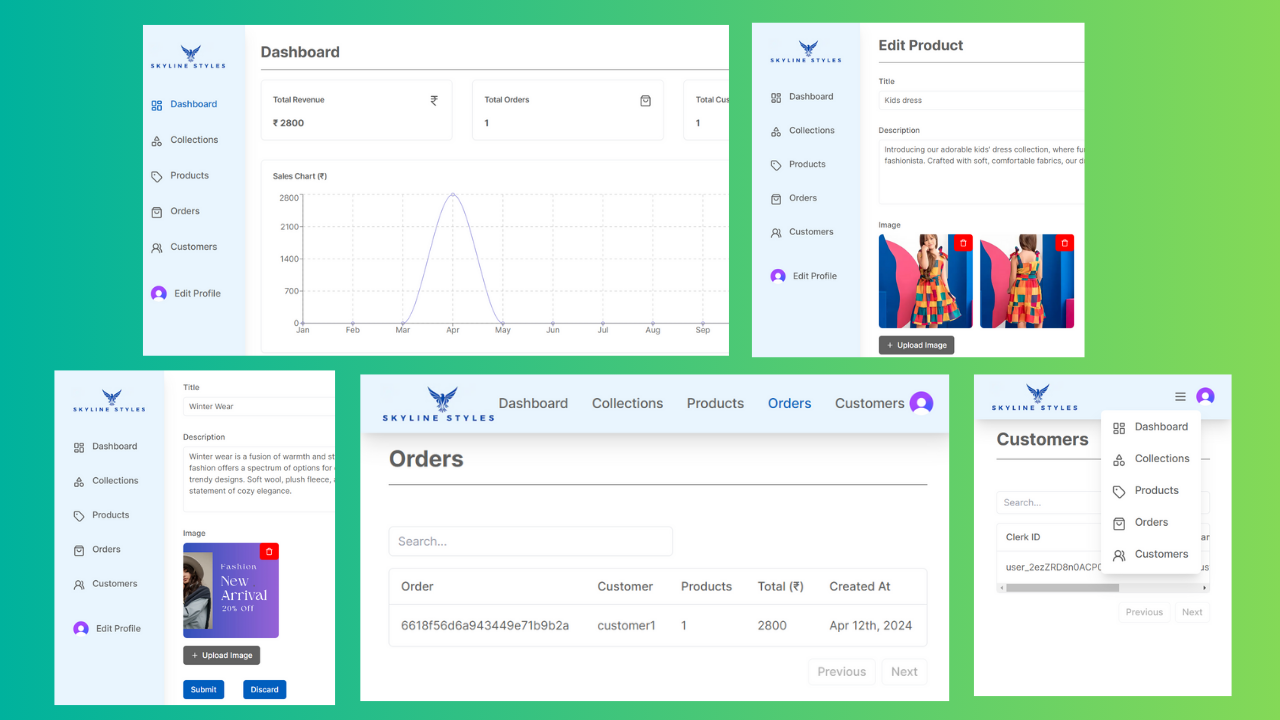 SKYLINE STYLES
Dashboard
Collections
Products
Orders
Customers
Edit Profile
Dashboard
Total Revenue
₹
₹ 2800
Total Orders
1
Total Cus
1
Sales Chart (₹)
2800
2100
1400
700
0
Jan Feb Mar Apr May Jun Jul Aug Sep
SKYLINE STYLES
Dashboard
Collections
Products
Orders
Customers
Edit Profile
Edit Product
Title
Kids dress
Description
Introducing our adorable kids' dress collection, where fu
fashionista. Crafted with soft, comfortable fabrics, our d
Image
+ Upload Image
SKYLINE STYLES
Dashboard
Collections
Products
Orders
Customers
Edit Profile
Title
Winter Wear
Description
Winter wear is a fusion of warmth and st
fashion offers a spectrum of options for
trendy designs. Soft wool, plush fleece,
statement of cozy elegance.
Image
Fashion
New
Arrival
20% Off
+ Upload Image
Submit Discard
SKYLINE STYLES
Dashboard Collections Products Orders Customers
Orders
Search...
Order Customer Products Total (₹) Created At
6618f56d6a943449e71b9b2a customer1 1 2800 Apr 12th, 2024
Previous Next
SKYLINE STYLES
Dashboard
Collections
Products
Orders
Customers
Customers
Search...
Clerk ID
user_2ezZRD8n0ACP
Previous Next